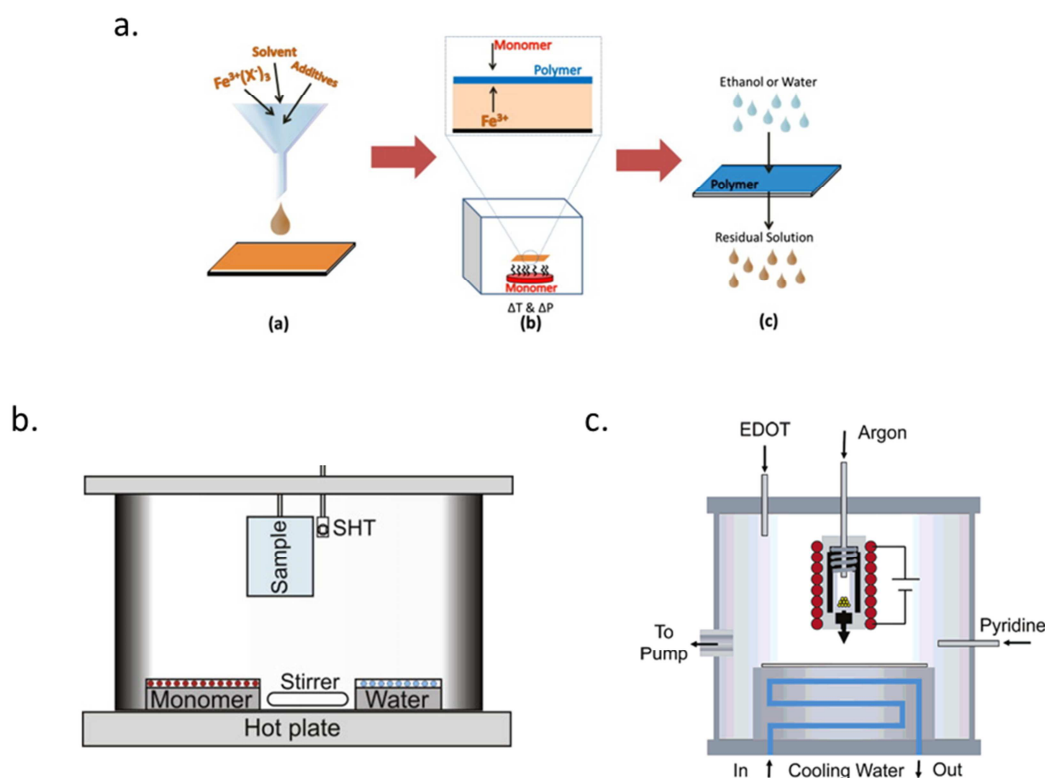 a.
Solvent
Fe³⁺(X⁻)₃
Additives
(a)
Monomer
Polymer
Fe³⁺
Monomer
ΔT & ΔP
(b)
Ethanol or Water
Polymer
Residual Solution
(c)
b.
Sample
SHT
Monomer
Stirrer
Water
Hot plate
c.
EDOT
Argon
To
Pump
Pyridine
In
Cooling Water
Out